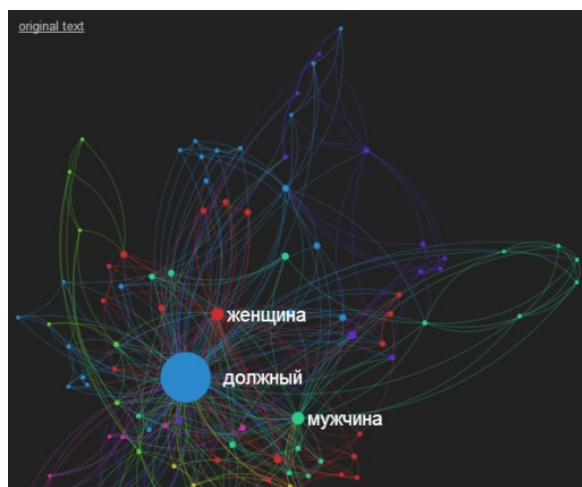 original text
женщина
должный
мужчина